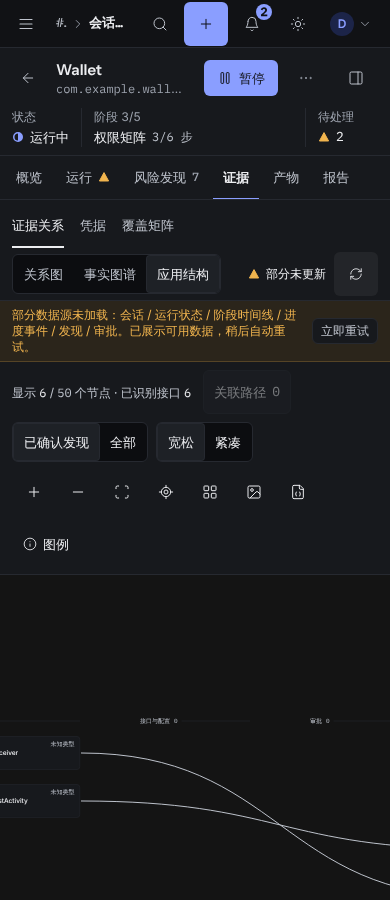 #. > 会话…
2
D
Wallet
com.example.wall…
暂停
状态
运行中
阶段 3/5
权限矩阵 3/6 步
待处理
2
概览 运行 风险发现 7 证据 产物 报告
证据关系 凭据 覆盖矩阵
关系图 事实图谱 应用结构 部分未更新
部分数据源未加载：会话 / 运行状态 / 阶段时间线 / 进
度事件 / 发现 / 审批。已展示可用数据，稍后自动重
试。
立即重试
显示 6 / 50 个节点 · 已识别接口 6 关联路径 0
已确认发现 全部 宽松 紧凑
图例
接口与配置 0 审批 0
未知类型
ceiver
未知类型
stActivity